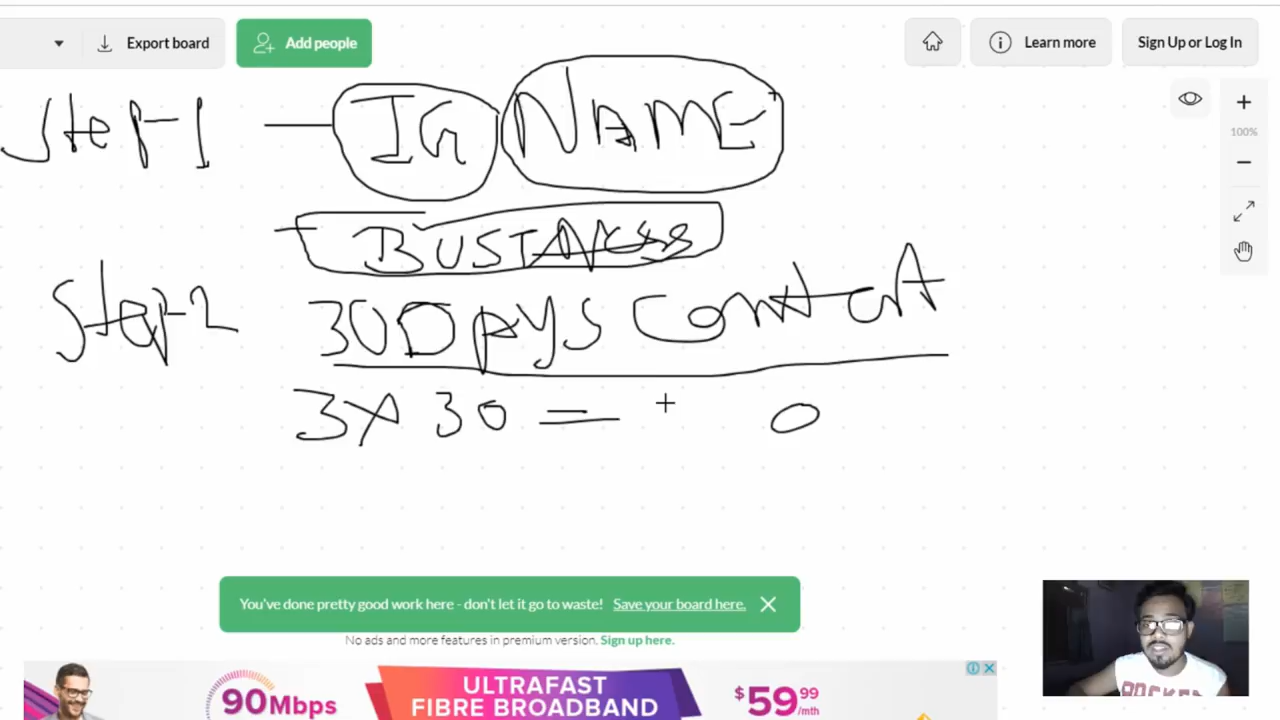 Export board
Add people
Learn more
Sign Up or Log In
Step-1 — IG NAME
100%
BUSINESS
Step-2 30 DAYS
3 X 30 = 0
You've done pretty good work here - don't let it go to waste! Save your board here.
No ads and more features in premium version. Sign up here.
90Mbps
ULTRAFAST
FIBRE BROADBAND
$59.99
/mth